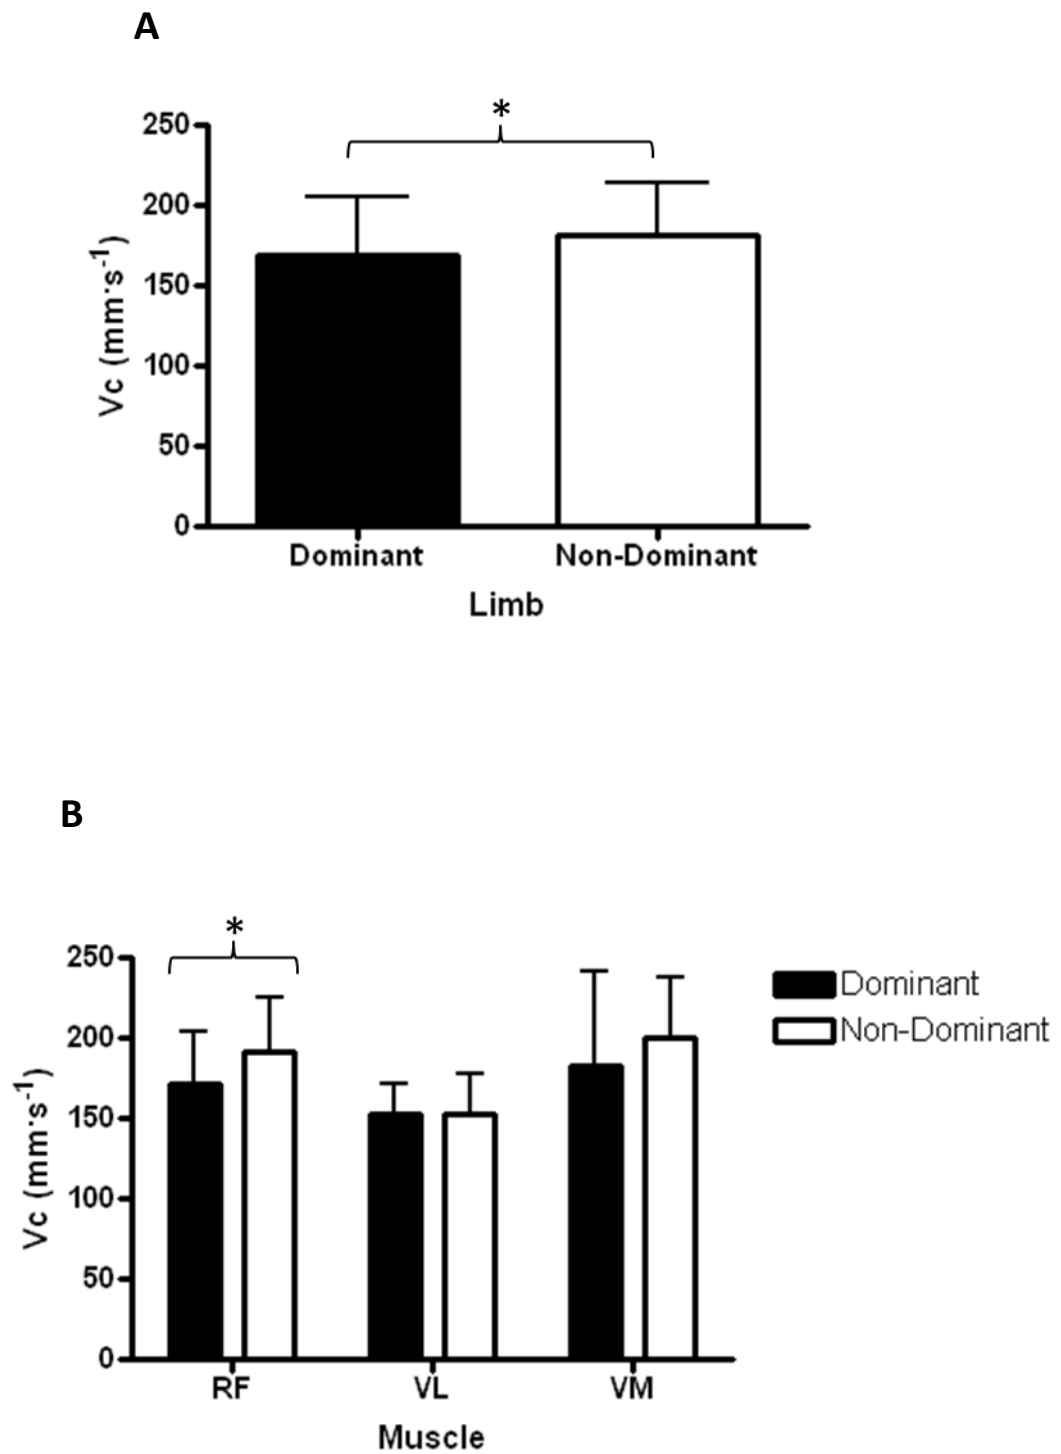 A
*
250
200
150
100
50
0
Vc (mm·s⁻¹)
Dominant Non-Dominant
Limb
B
*
250
200
150
100
50
0
Vc (mm·s⁻¹)
RF VL VM
Muscle
Dominant
Non-Dominant